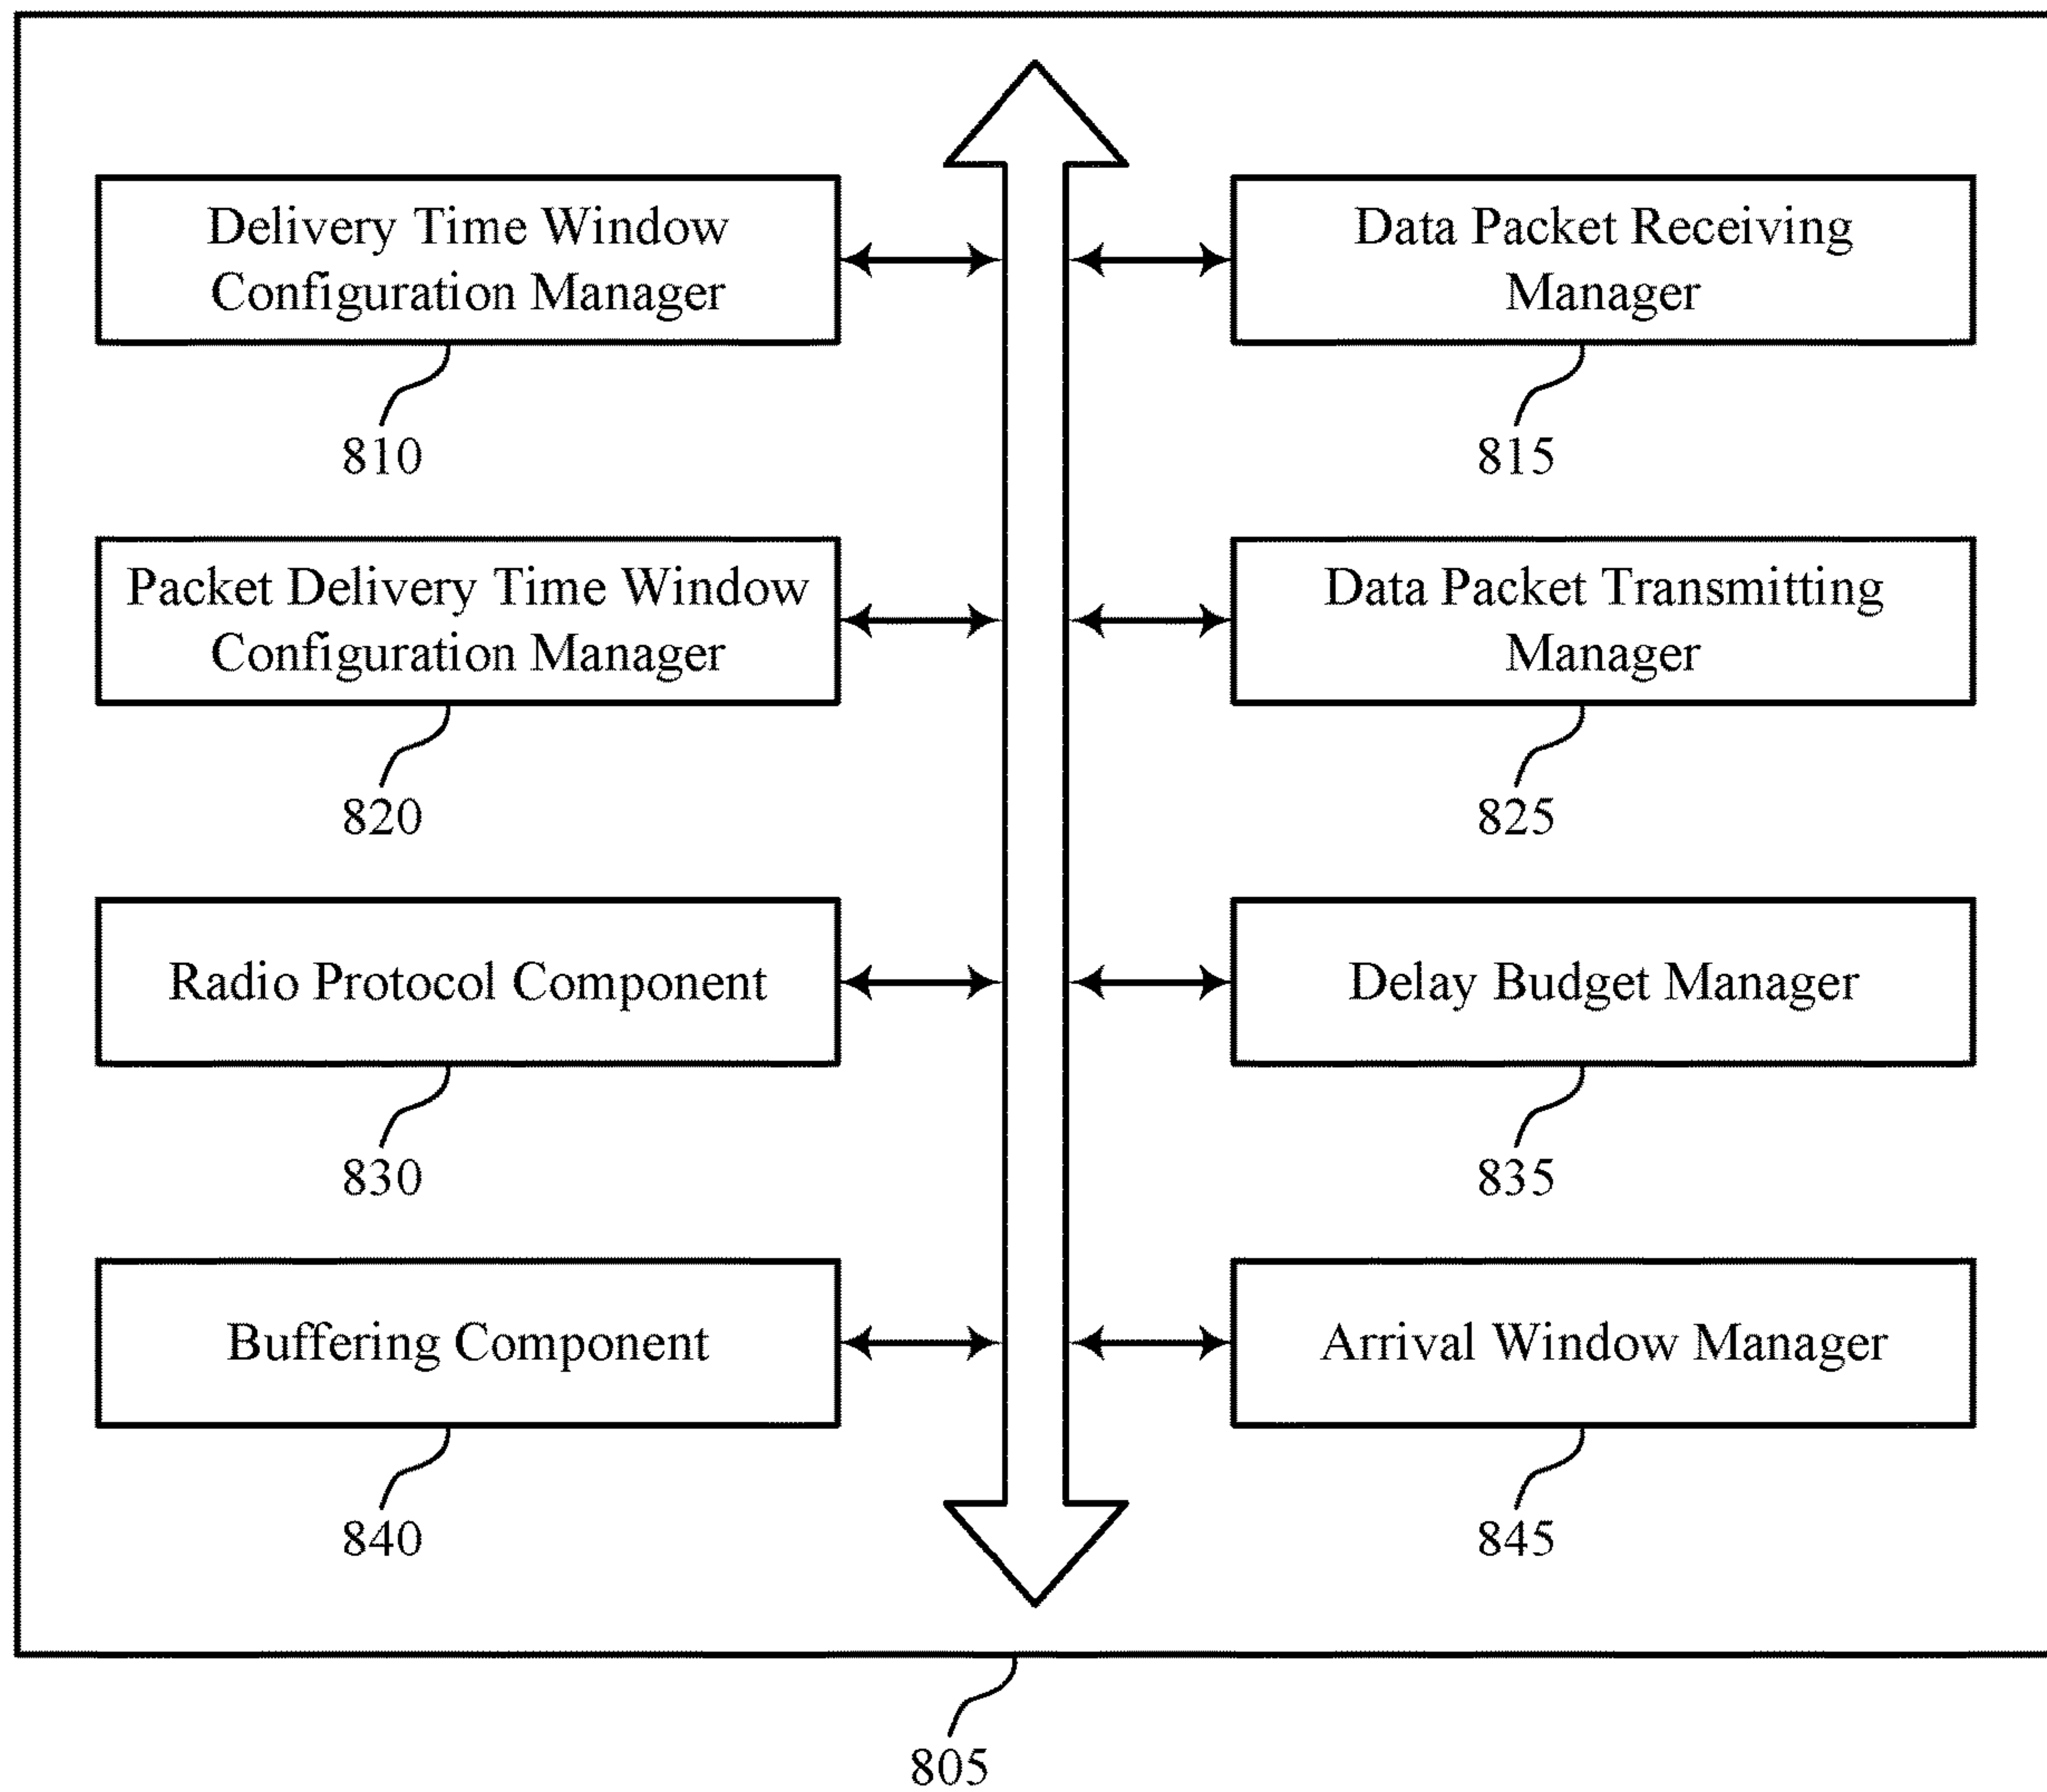 Delivery Time Window
Configuration Manager
810
Data Packet Receiving
Manager
815
Packet Delivery Time Window
Configuration Manager
820
Data Packet Transmitting
Manager
825
Radio Protocol Component
830
Delay Budget Manager
835
Buffering Component
840
Arrival Window Manager
845
805